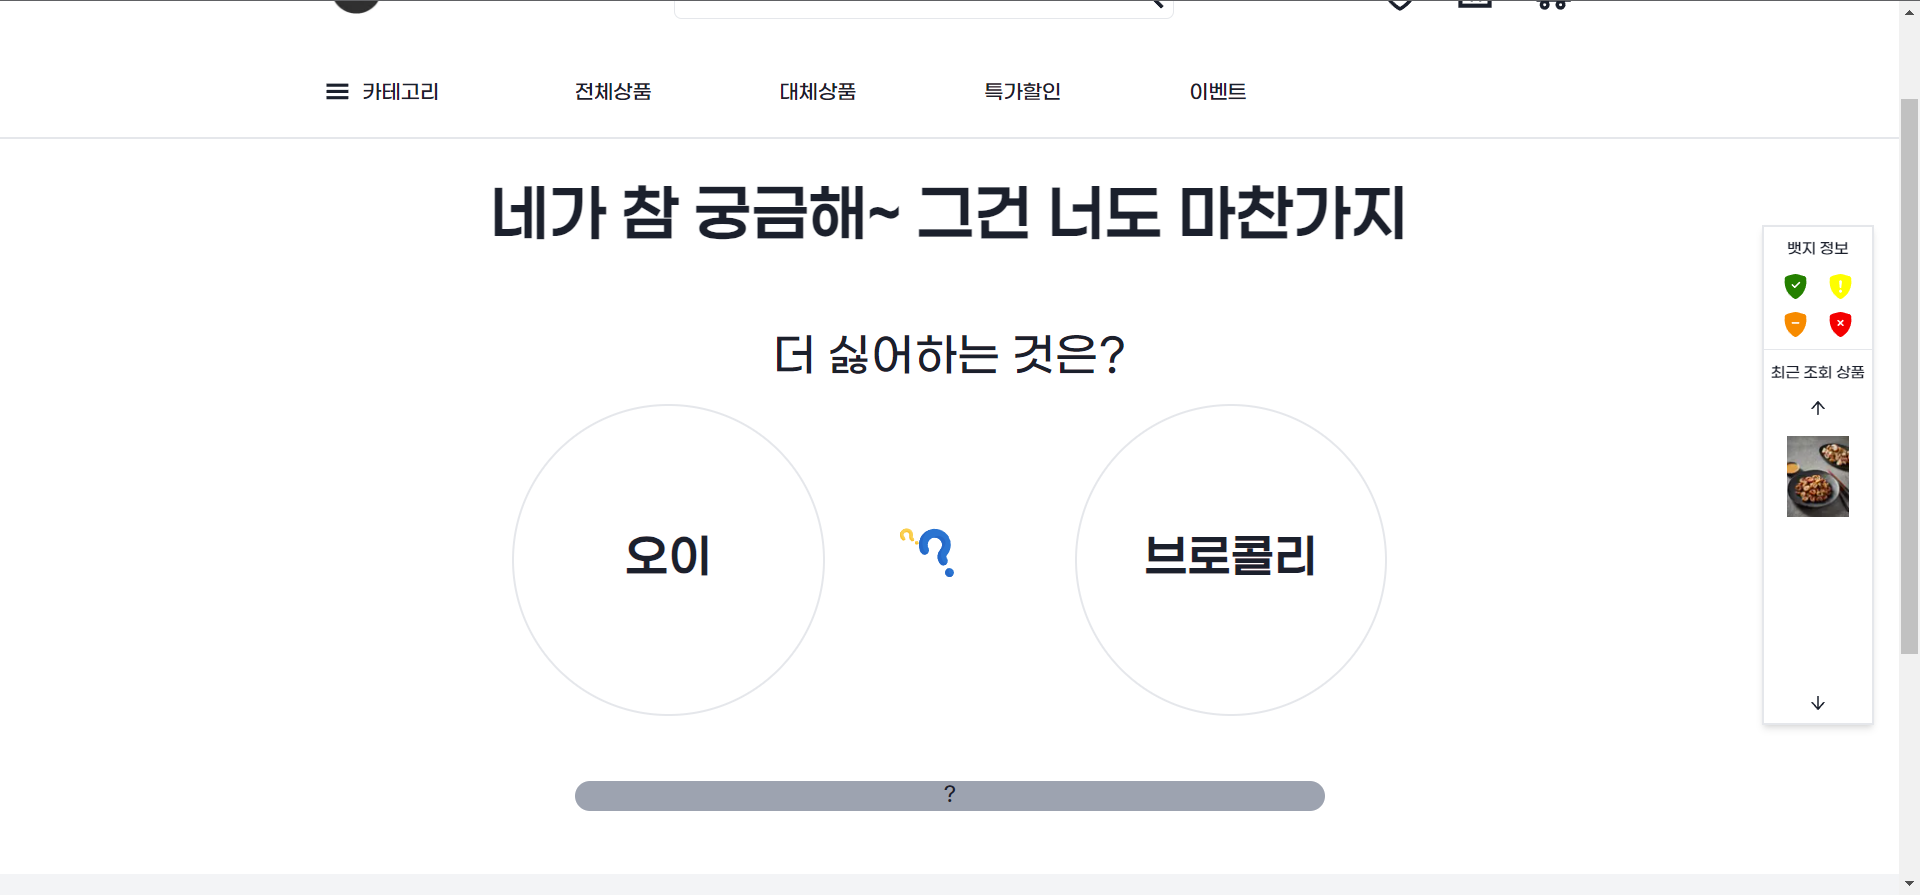 카테고리 전체상품 대체상품 특가할인 이벤트
네가 참 궁금해~ 그건 너도 마찬가지
더 싫어하는 것은?
오이 브로콜리
?
뱃지 정보
최근 조회 상품